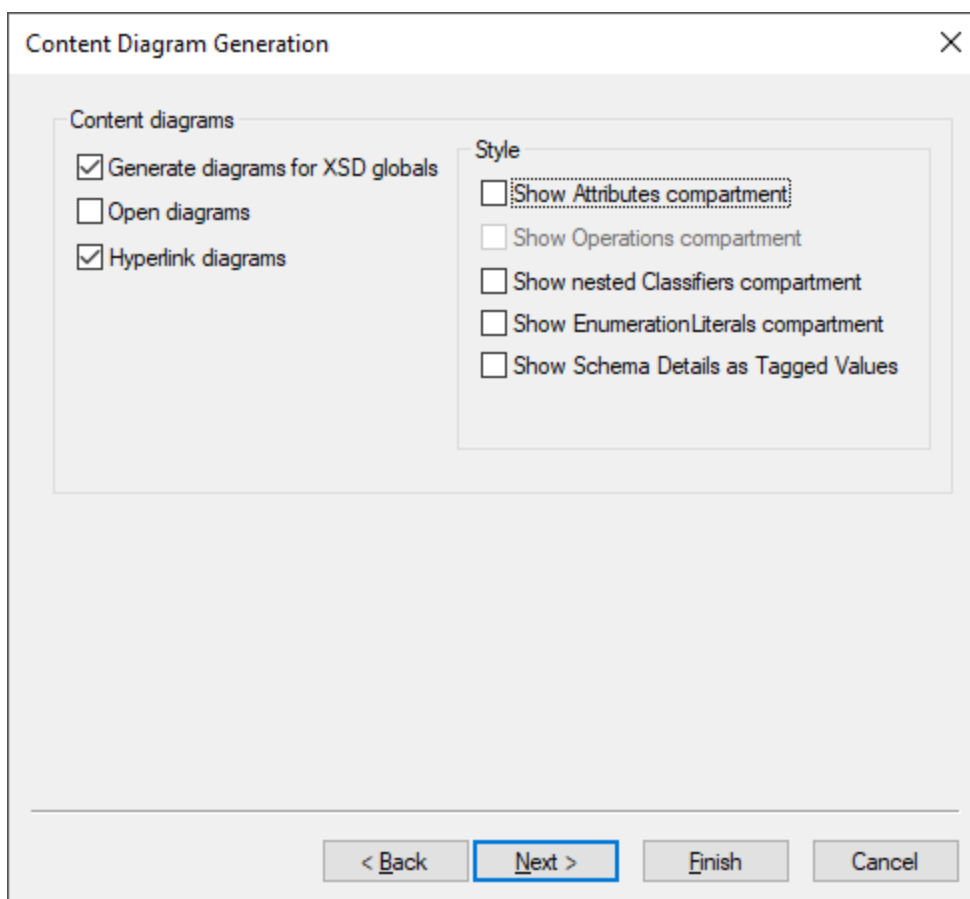 Content Diagram Generation
Content diagrams
Generate diagrams for XSD globals
Open diagrams
Hyperlink diagrams
Style
Show Attributes compartment
Show Operations compartment
Show nested Classifiers compartment
Show EnumerationLiterals compartment
Show Schema Details as Tagged Values
< Back
Next >
Finish
Cancel